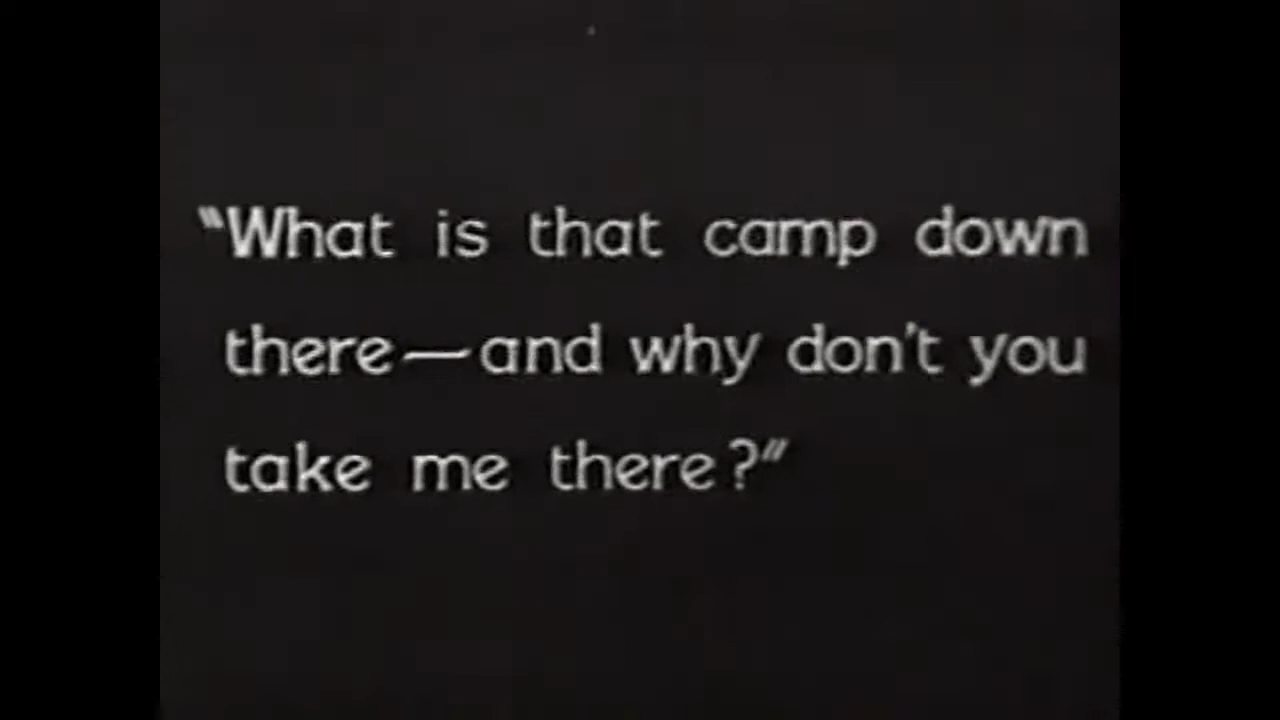 "What is that camp down
there—and why don't you
take me there?"